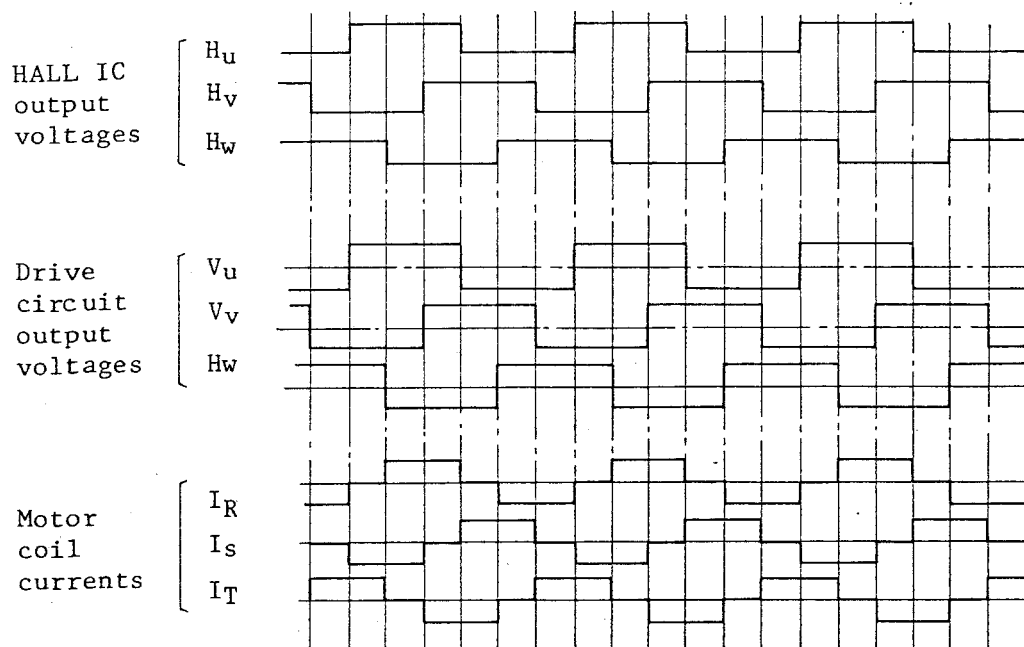 HALL IC
output
voltages
Hu
Hv
Hw
Drive
circuit
output
voltages
Vu
Vv
Hw
Motor
coil
currents
IR
Is
IT